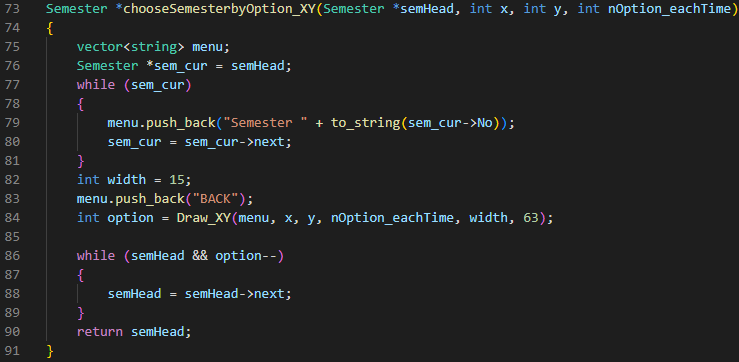 73 Semester *chooseSemesterbyOption_XY(Semester *semHead, int x, int y, int nOption_eachTime)
74 {
75     vector<string> menu;
76     Semester *sem_cur = semHead;
77     while (sem_cur)
78     {
79         menu.push_back("Semester " + to_string(sem_cur->No));
80         sem_cur = sem_cur->next;
81     }
82     int width = 15;
83     menu.push_back("BACK");
84     int option = Draw_XY(menu, x, y, nOption_eachTime, width, 63);
85
86     while (semHead && option--)
87     {
88         semHead = semHead->next;
89     }
90     return semHead;
91 }